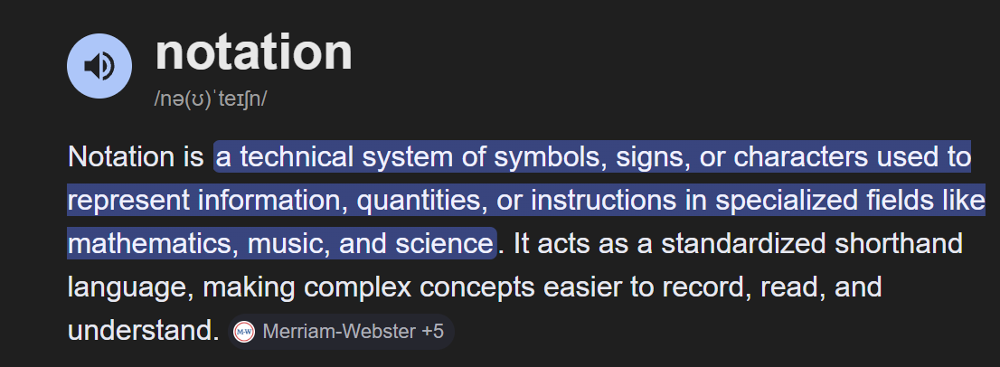 notation
/nə(ʊ)ˈteɪʃn/
Notation is a technical system of symbols, signs, or characters used to
represent information, quantities, or instructions in specialized fields like
mathematics, music, and science. It acts as a standardized shorthand
language, making complex concepts easier to record, read, and
understand. M-W Merriam-Webster +5